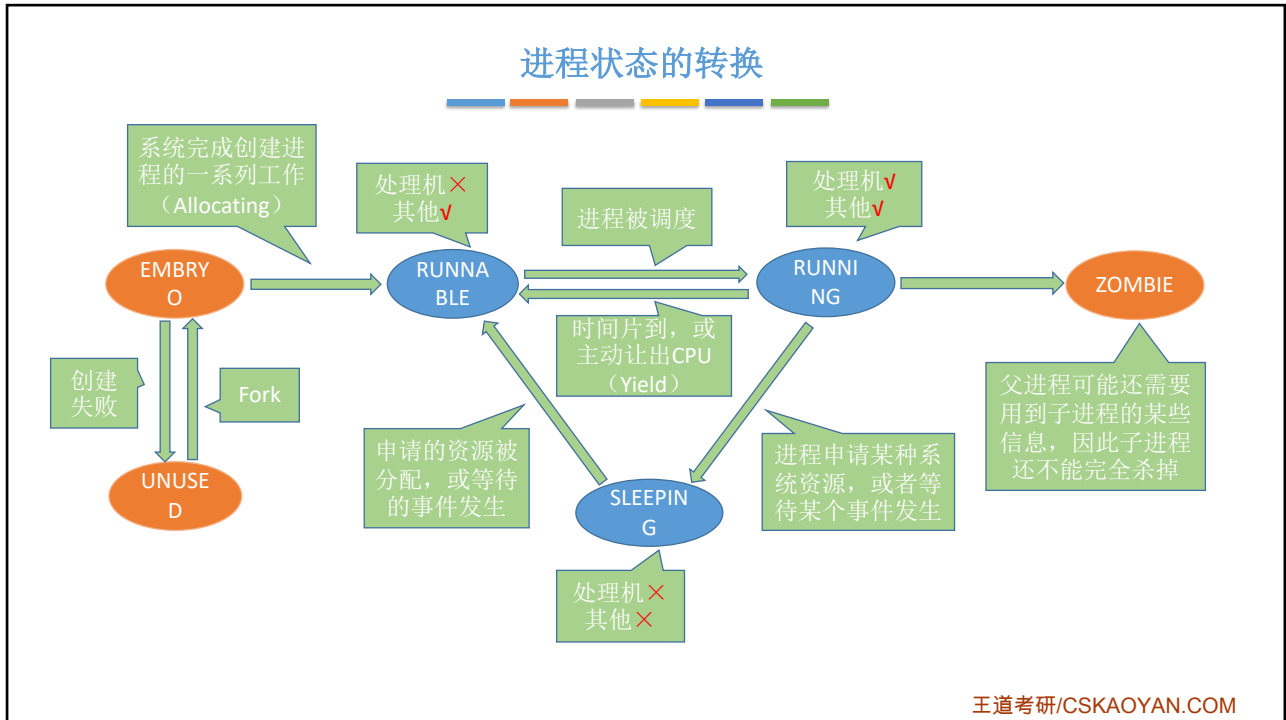 进程状态的转换
系统完成创建进
程的一系列工作
（Allocating）
处理机×
其他√
进程被调度
处理机√
其他√
EMBRY
O
RUNNA
BLE
RUNNI
NG
ZOMBIE
时间片到，或
主动让出CPU
（Yield）
创建
失败
Fork
父进程可能还需要
用到子进程的某些
信息，因此子进程
还不能完全杀掉
申请的资源被
分配，或等待
的事件发生
进程申请某种系
统资源，或者等
待某个事件发生
UNUSE
D
SLEEPIN
G
处理机×
其他×
王道考研/CSKAOYAN.COM